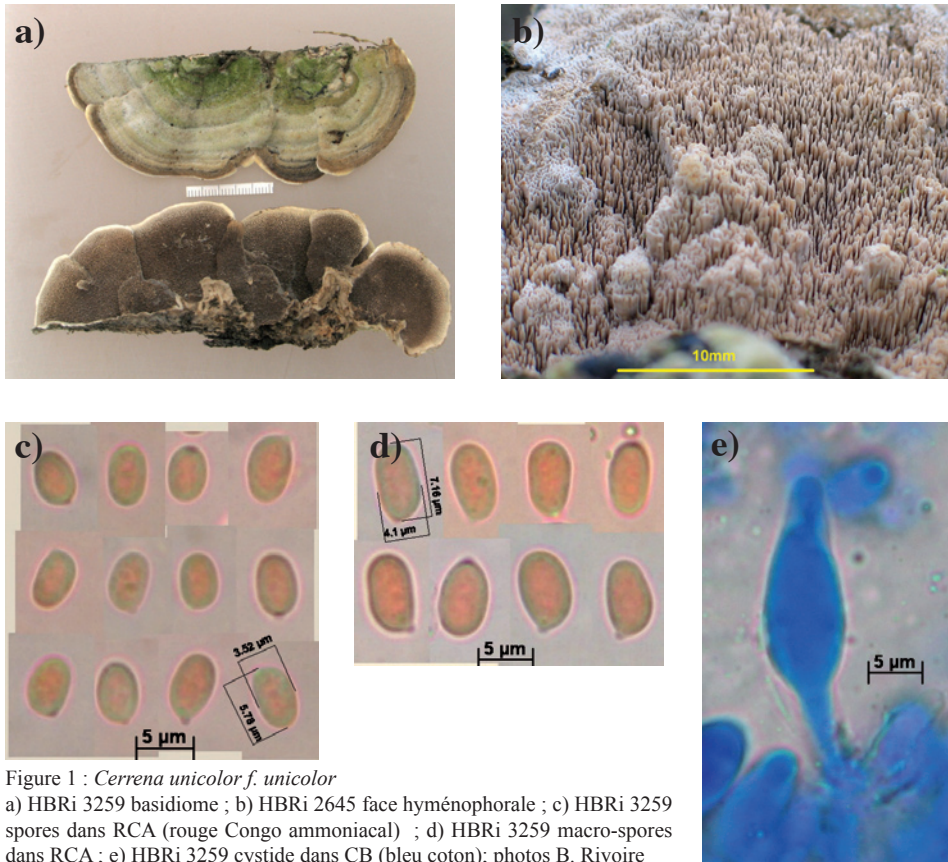 a)
b)
10mm
c)
d)
e)
7.16 µm
4.1 µm
5 µm
3.52 µm
5.78 µm
5 µm
5 µm
Figure 1 : Cerrena unicolor f. unicolor
a) HBRi 3259 basidiome ; b) HBRi 2645 face hyménophorale ; c) HBRi 3259
spores dans RCA (rouge Congo ammoniacal) ; d) HBRi 3259 macro-spores
dans RCA ; e) HBRi 3259 cystide dans CB (bleu coton); photos B. Rivoire